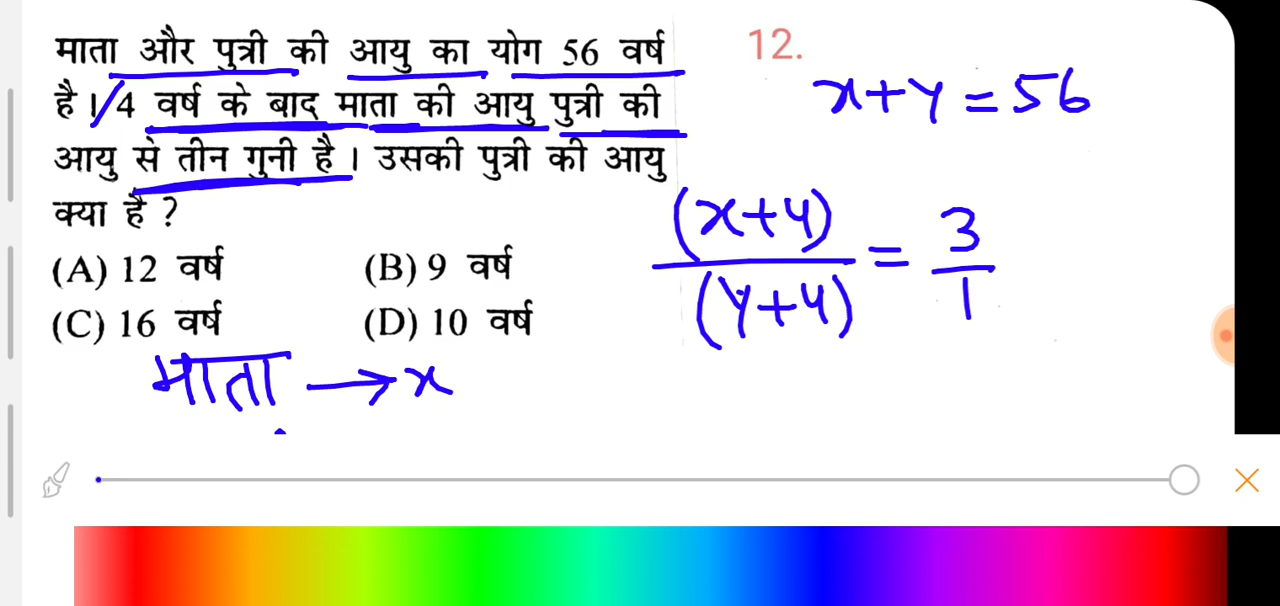 माता और पुत्री की आयु का योग 56 वर्ष
है। 4 वर्ष के बाद माता की आयु पुत्री की
आयु से तीन गुनी है। उसकी पुत्री की आयु
क्या है ?
(A) 12 वर्ष (B) 9 वर्ष
(C) 16 वर्ष (D) 10 वर्ष
माता → x
12.
x+y=56
(x+4)
(y+4)
= 3
1